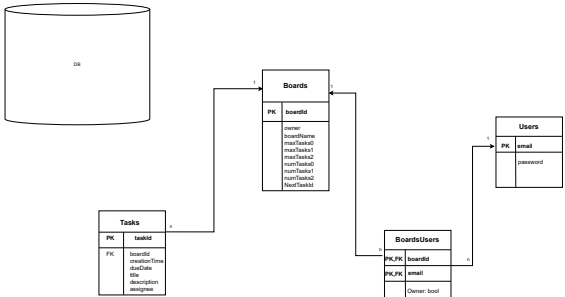 DB
1
Boards
1
PK boardId
owner
boardName
maxTasks0
maxTasks1
maxTasks2
numTasks0
numTasks1
numTasks2
NextTaskId
Users
1
PK email
password
Tasks
n
PK taskId
FK boardId
creationTime
dueDate
title
description
assignee
BoardsUsers
n
PK,FK boardId
n
PK,FK email
Owner: bool